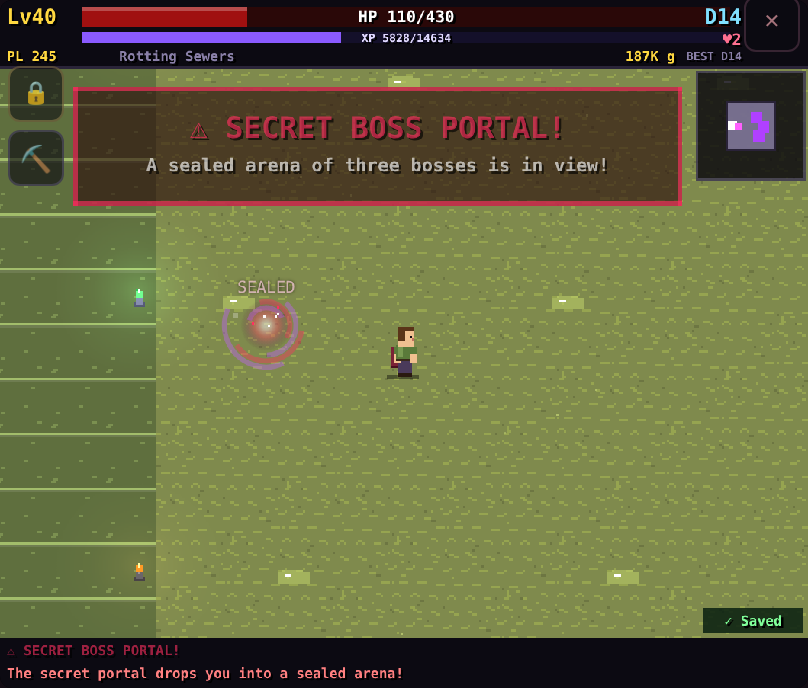 Lv40
HP 110/430
D14
XP 5828/14634
♥2
PL 245
Rotting Sewers
187K g
BEST D14
⚠ SECRET BOSS PORTAL!
A sealed arena of three bosses is in view!
SEALED
✓ Saved
⚠ SECRET BOSS PORTAL!
The secret portal drops you into a sealed arena!